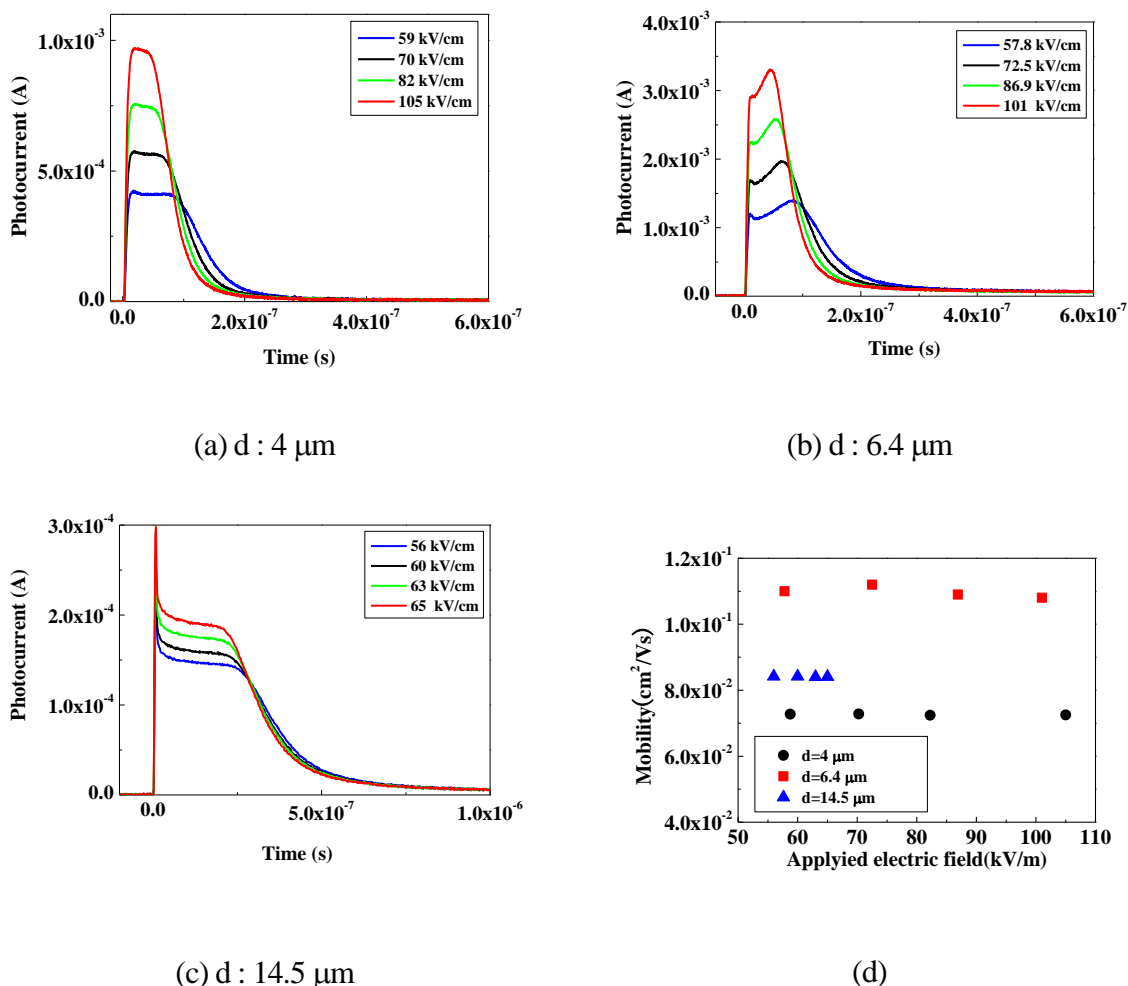 1.0x10⁻³
5.0x10⁻⁴
0.0
Photocurrent (A)
59 kV/cm
70 kV/cm
82 kV/cm
105 kV/cm
0.0 2.0x10⁻⁷ 4.0x10⁻⁷ 6.0x10⁻⁷
Time (s)
(a) d : 4 μm
4.0x10⁻³
3.0x10⁻³
2.0x10⁻³
1.0x10⁻³
0.0
Photocurrent (A)
57.8 kV/cm
72.5 kV/cm
86.9 kV/cm
101 kV/cm
0.0 2.0x10⁻⁷ 4.0x10⁻⁷ 6.0x10⁻⁷
Time (s)
(b) d : 6.4 μm
3.0x10⁻⁴
2.0x10⁻⁴
1.0x10⁻⁴
0.0
Photocurrent (A)
56 kV/cm
60 kV/cm
63 kV/cm
65 kV/cm
0.0 5.0x10⁻⁷ 1.0x10⁻⁶
Time (s)
(c) d : 14.5 μm
1.2x10⁻¹
1.0x10⁻¹
8.0x10⁻²
6.0x10⁻²
4.0x10⁻²
Mobility(cm²/Vs)
d=4 μm
d=6.4 μm
d=14.5 μm
50 60 70 80 90 100 110
Applyied electric field(kV/m)
(d)